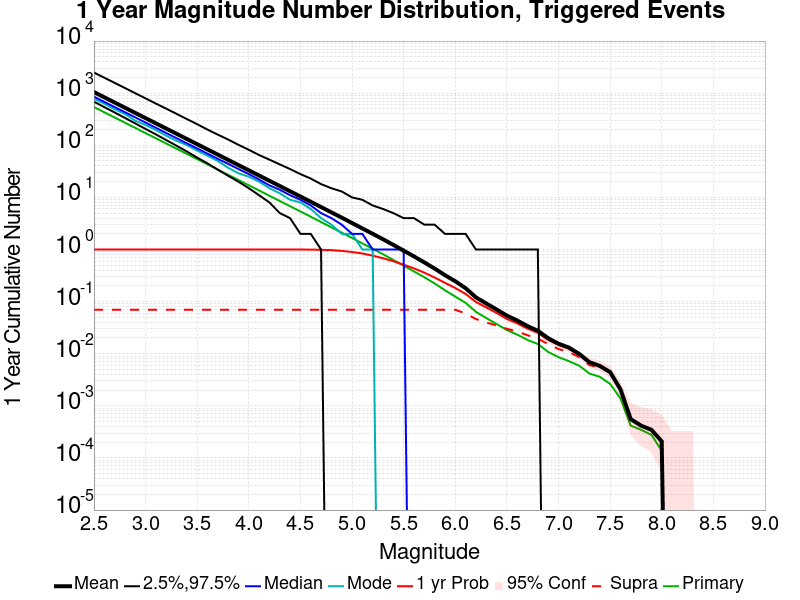 1 Year Magnitude Number Distribution, Triggered Events
1 Year Cumulative Number
10^4
10^3
10^2
10^1
10^0
10^-1
10^-2
10^-3
10^-4
10^-5
2.5 3.0 3.5 4.0 4.5 5.0 5.5 6.0 6.5 7.0 7.5 8.0 8.5 9.0
Magnitude
Mean 2.5%,97.5% Median Mode 1 yr Prob 95% Conf Supra Primary